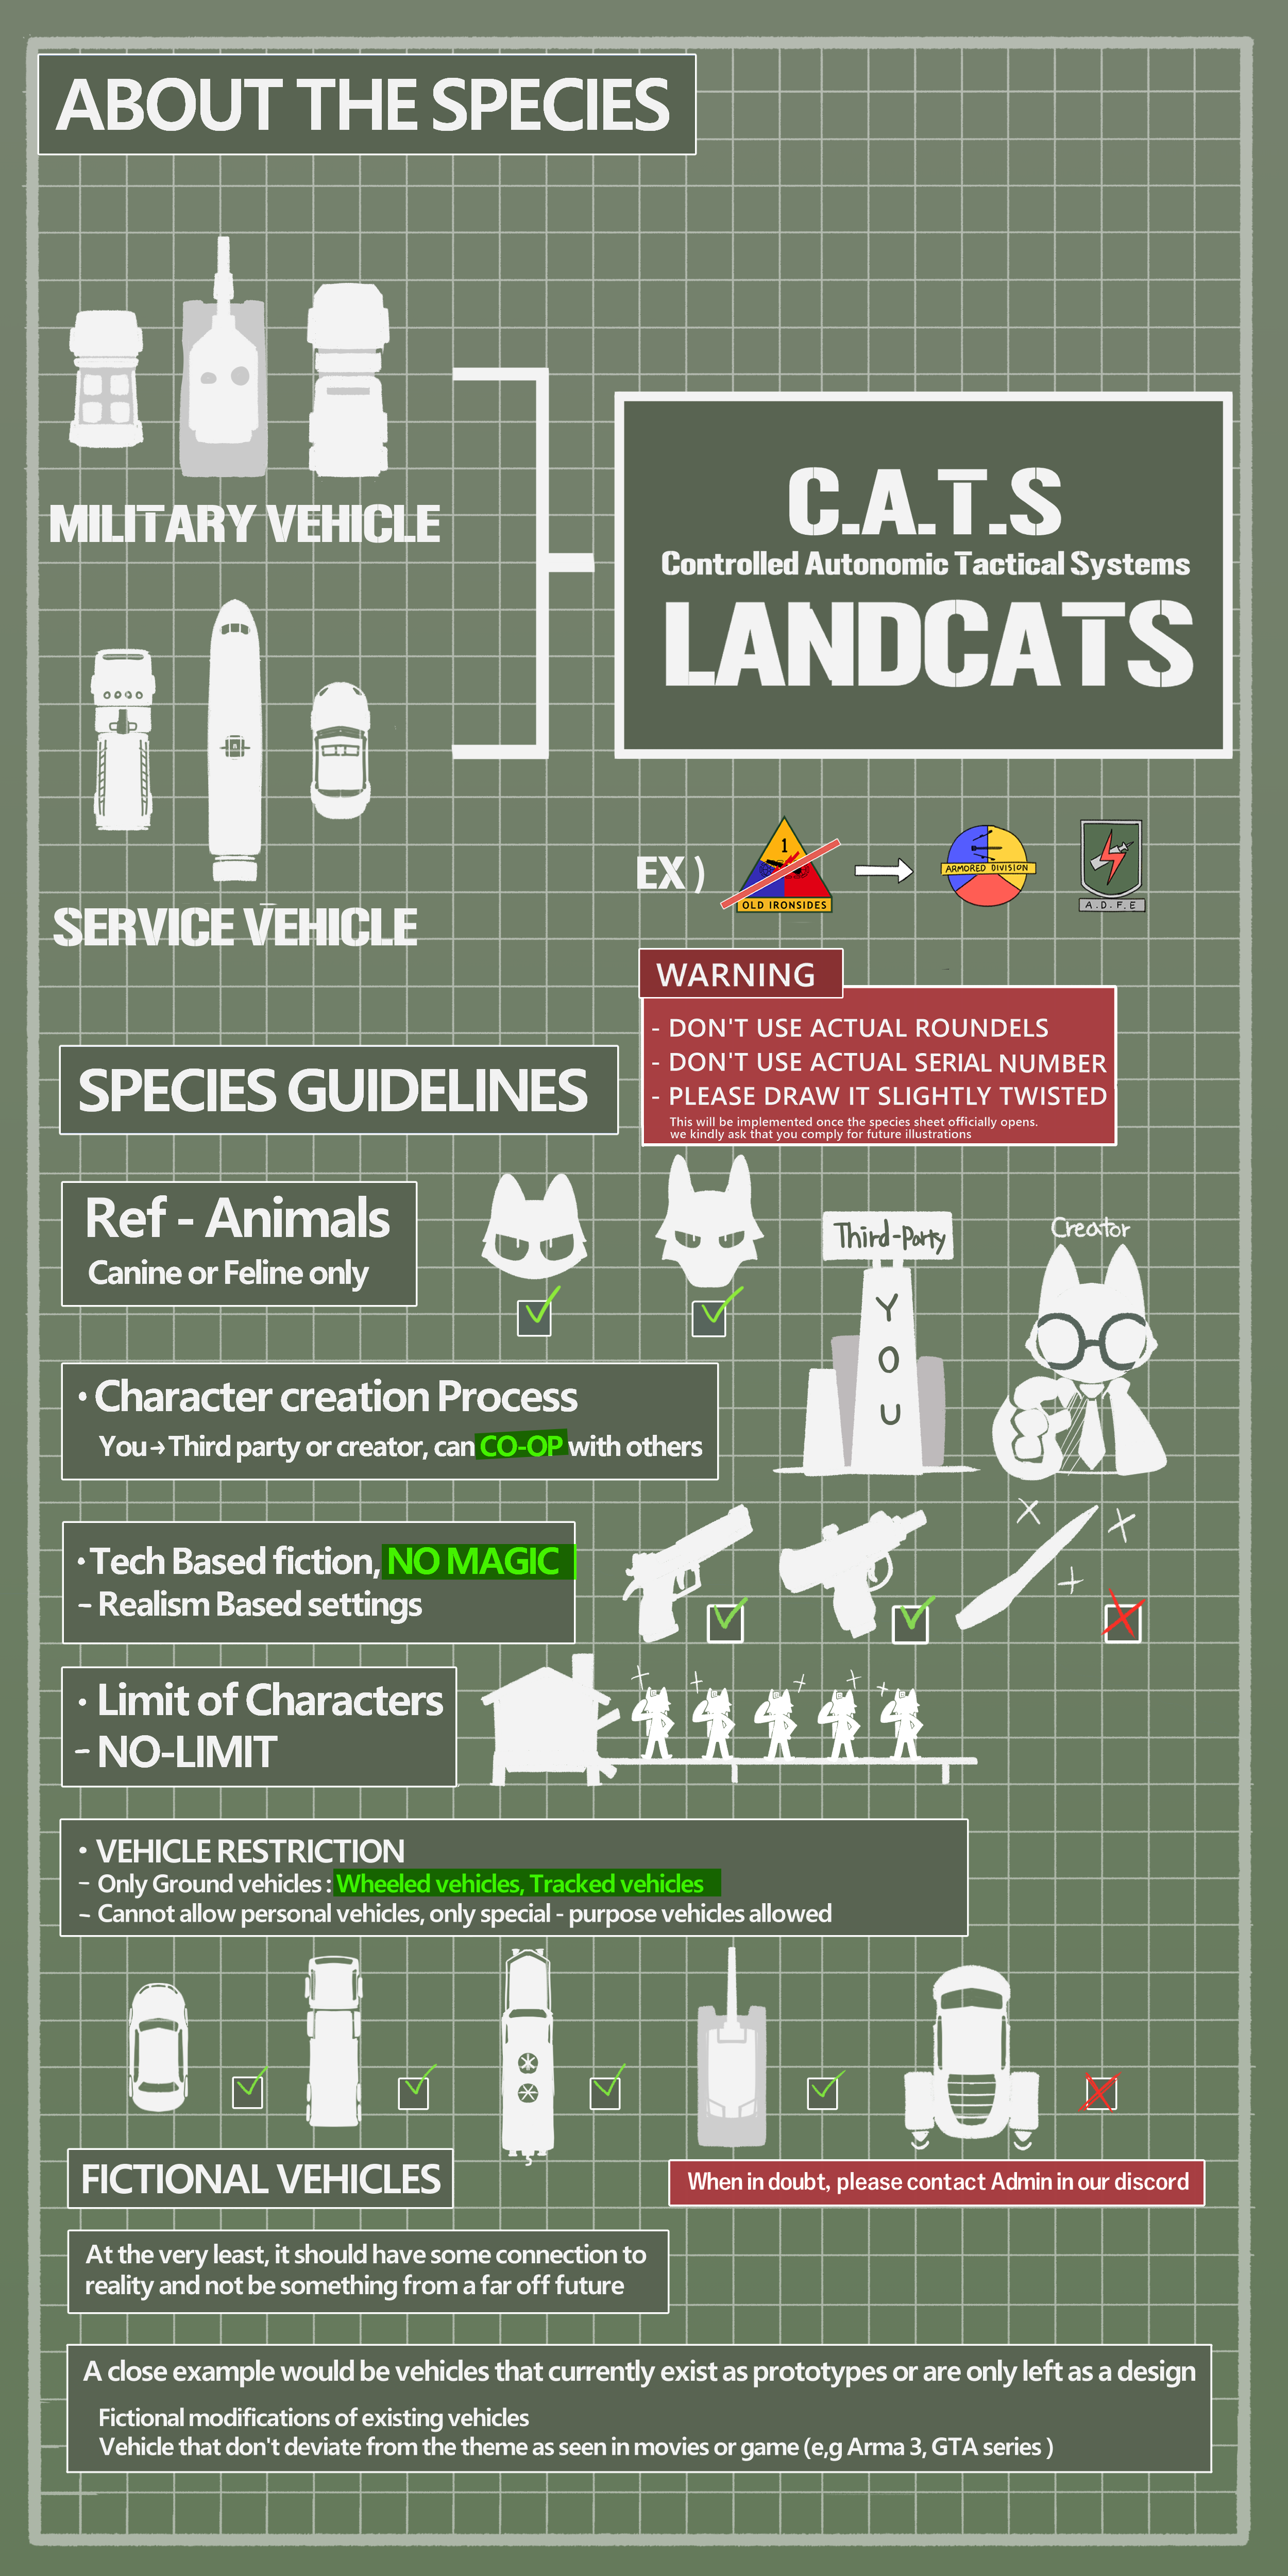 ABOUT THE SPECIES
MILITARY VEHICLE
C.A.T.S
Controlled Autonomic Tactical Systems
LANDCATS
SERVICE VEHICLE
EX )
1
OLD IRONSIDES
ARMORED DIVISION
A.D.F.E
WARNING
- DON'T USE ACTUAL ROUNDELS
- DON'T USE ACTUAL SERIAL NUMBER
- PLEASE DRAW IT SLIGHTLY TWISTED
This will be implemented once the species sheet officially opens.
we kindly ask that you comply for future illustrations
SPECIES GUIDELINES
Ref - Animals
Canine or Feline only
Third-Party
YOU
Creator
· Character creation Process
You→Third party or creator, can CO-OP with others
·Tech Based fiction, NO MAGIC
- Realism Based settings
· Limit of Characters
- NO-LIMIT
· VEHICLE RESTRICTION
- Only Ground vehicles : Wheeled vehicles, Tracked vehicles
- Cannot allow personal vehicles, only special - purpose vehicles allowed
FICTIONAL VEHICLES
When in doubt, please contact Admin in our discord
At the very least, it should have some connection to
reality and not be something from a far off future
A close example would be vehicles that currently exist as prototypes or are only left as a design
Fictional modifications of existing vehicles
Vehicle that don't deviate from the theme as seen in movies or game (e,g Arma 3, GTA series )